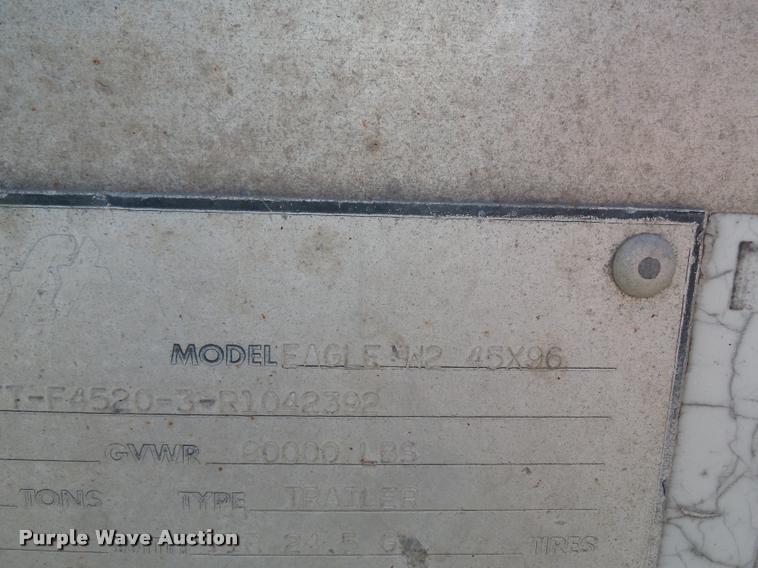 MODEL EAGLE W2 45X96
T-F4520-3-R1042392
GVWR 80000 LBS
TONS TYPE TRAILER
24.5 TIRES
Purple Wave Auction